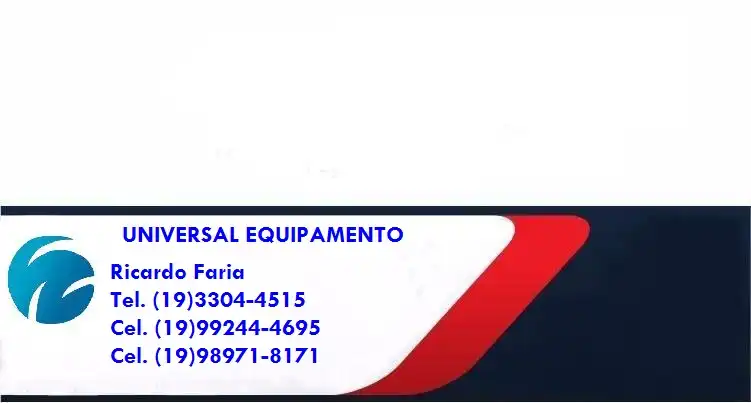 UNIVERSAL EQUIPAMENTO
Ricardo Faria
Tel. (19)3304-4515
Cel. (19)99244-4695
Cel. (19)98971-8171